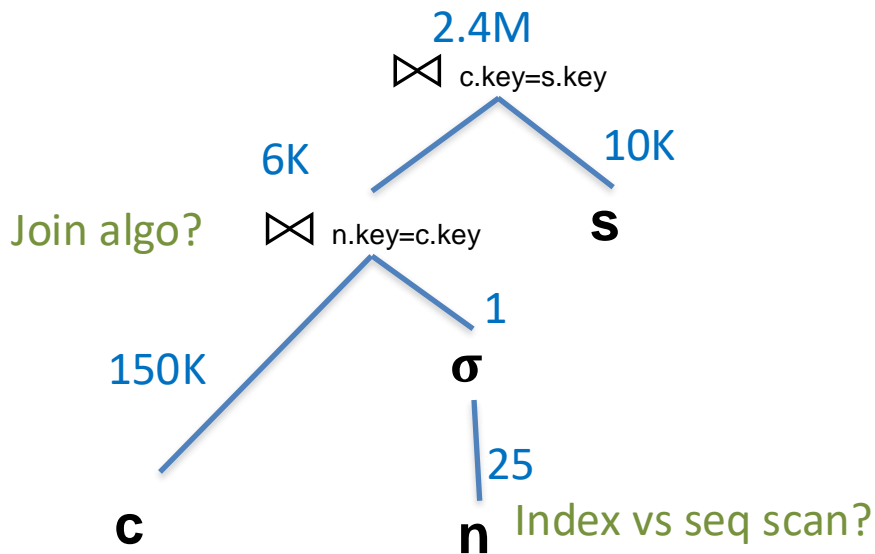 2.4M
⋈ c.key=s.key
6K
10K
Join algo?
⋈ n.key=c.key
s
1
150K
σ
25
c
n
Index vs seq scan?